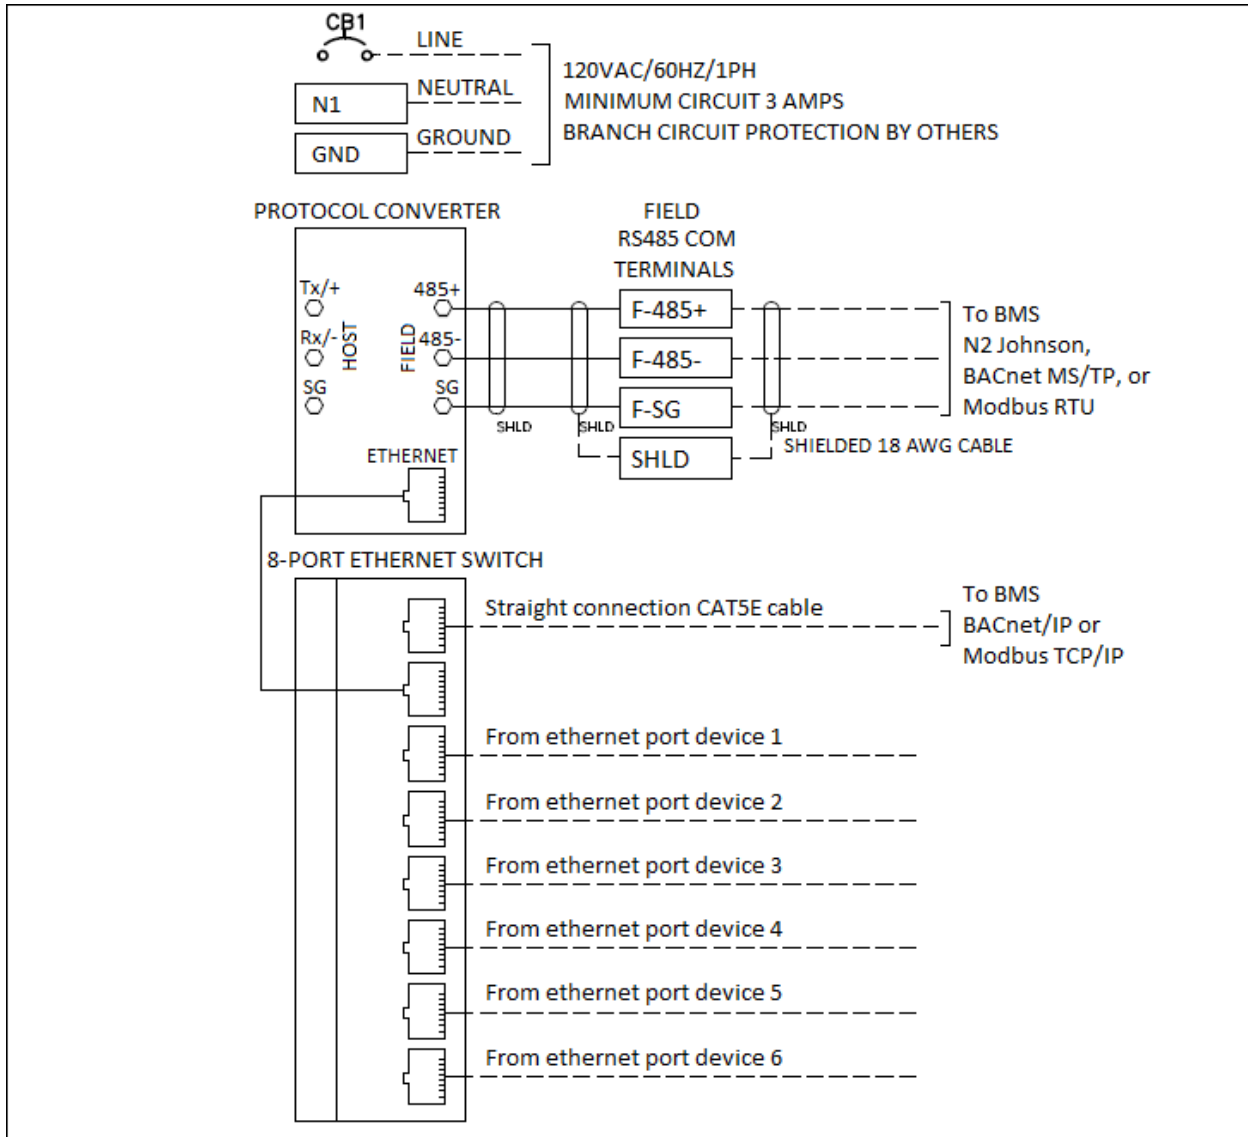 CB1
LINE
N1
NEUTRAL
GND
GROUND
120VAC/60HZ/1PH
MINIMUM CIRCUIT 3 AMPS
BRANCH CIRCUIT PROTECTION BY OTHERS
PROTOCOL CONVERTER
FIELD
RS485 COM
TERMINALS
Tx/+
Rx/-
SG
HOST
FIELD
485+
485-
SG
ETHERNET
SHLD
SHLD
F-485+
F-485-
F-SG
SHLD
SHLD
SHIELDED 18 AWG CABLE
To BMS
N2 Johnson,
BACnet MS/TP, or
Modbus RTU
8-PORT ETHERNET SWITCH
Straight connection CAT5E cable
To BMS
BACnet/IP or
Modbus TCP/IP
From ethernet port device 1
From ethernet port device 2
From ethernet port device 3
From ethernet port device 4
From ethernet port device 5
From ethernet port device 6